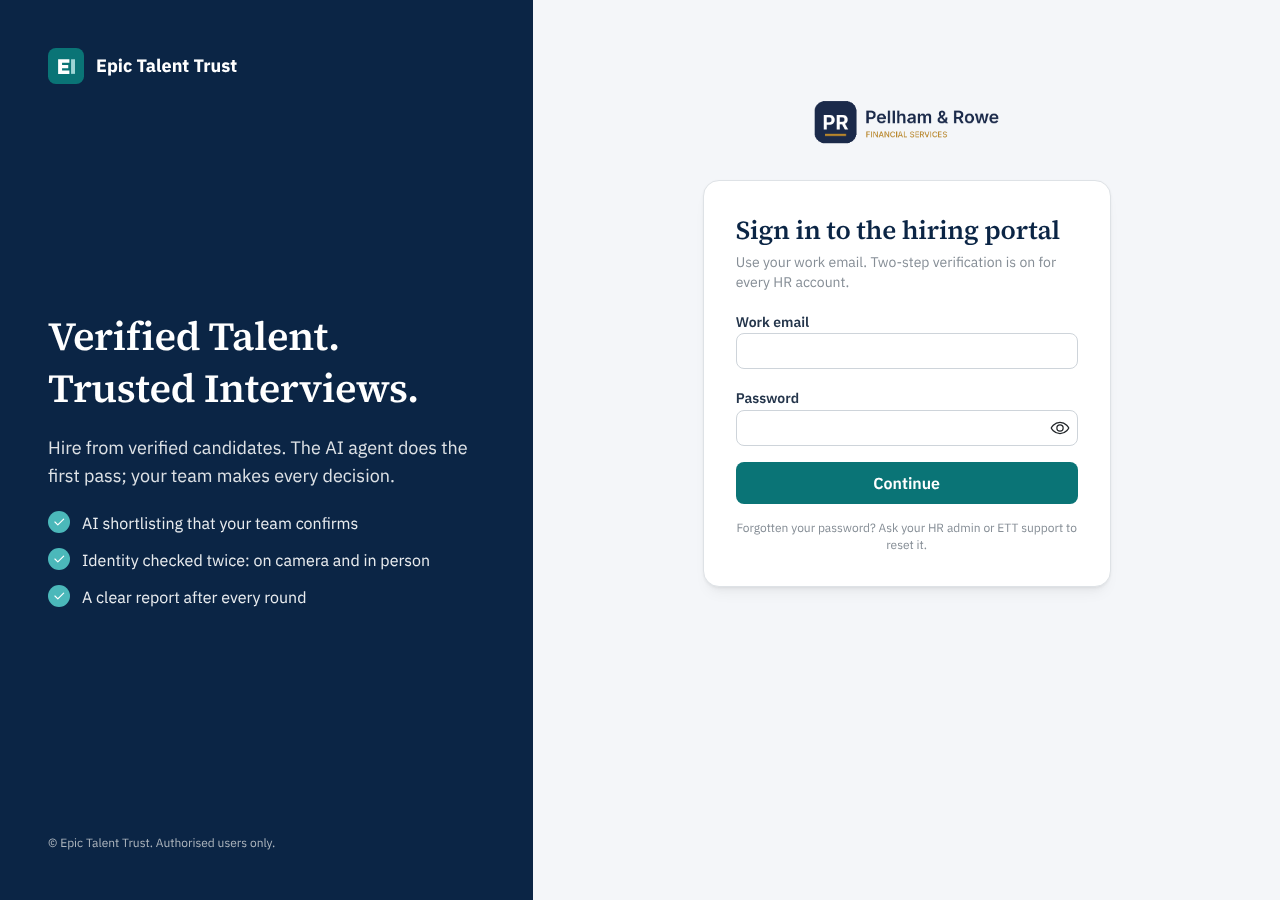 EI Epic Talent Trust
Verified Talent.
Trusted Interviews.
Hire from verified candidates. The AI agent does the
first pass; your team makes every decision.
AI shortlisting that your team confirms
Identity checked twice: on camera and in person
A clear report after every round
© Epic Talent Trust. Authorised users only.
PR Pellham & Rowe
FINANCIAL SERVICES
Sign in to the hiring portal
Use your work email. Two-step verification is on for
every HR account.
Work email
Password
Continue
Forgotten your password? Ask your HR admin or ETT support to
reset it.